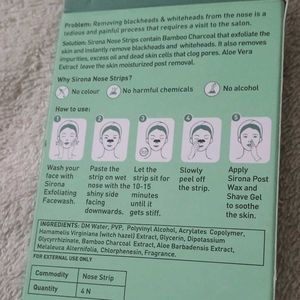 Problem: Removing blackheads & whiteheads from the nose is a
tedious and painful process that requires a visit to the salon.
Solution: Sirona Nose Strips contain Bamboo Charcoal that exfoliate the
skin and instantly remove blackheads and whiteheads. It also removes
impurities, excess oil and dead skin cells that clog pores. Aloe Vera
Extract leave the skin moisturized post removal.
Why Sirona Nose Strips?
No colour
No harmful chemicals
No alcohol
How to use:
1
2
3
4
5
Wash your face with Sirona Exfoliating Facewash.
Paste the strip on wet nose with the shiny side facing downwards.
Let the strip sit for 10-15 minutes until it gets stiff.
Slowly peel off the strip.
Apply Sirona Post Wax and Shave Gel to soothe the skin.
INGREDIENTS: DM Water, PVP, Polyvinyl Alcohol, Acrylates Copolymer,
Hamamelis Virginiana (witch hazel) Extract, Glycerin, Dipotassium
Glycyrrhizinate, Bamboo Charcoal Extract, Aloe Barbadensis Extract,
Melaleuca Alternifolia, Chlorphenesin, Fragrance.
FOR EXTERNAL USE ONLY
Commodity
Nose Strip
Quantity
4 N